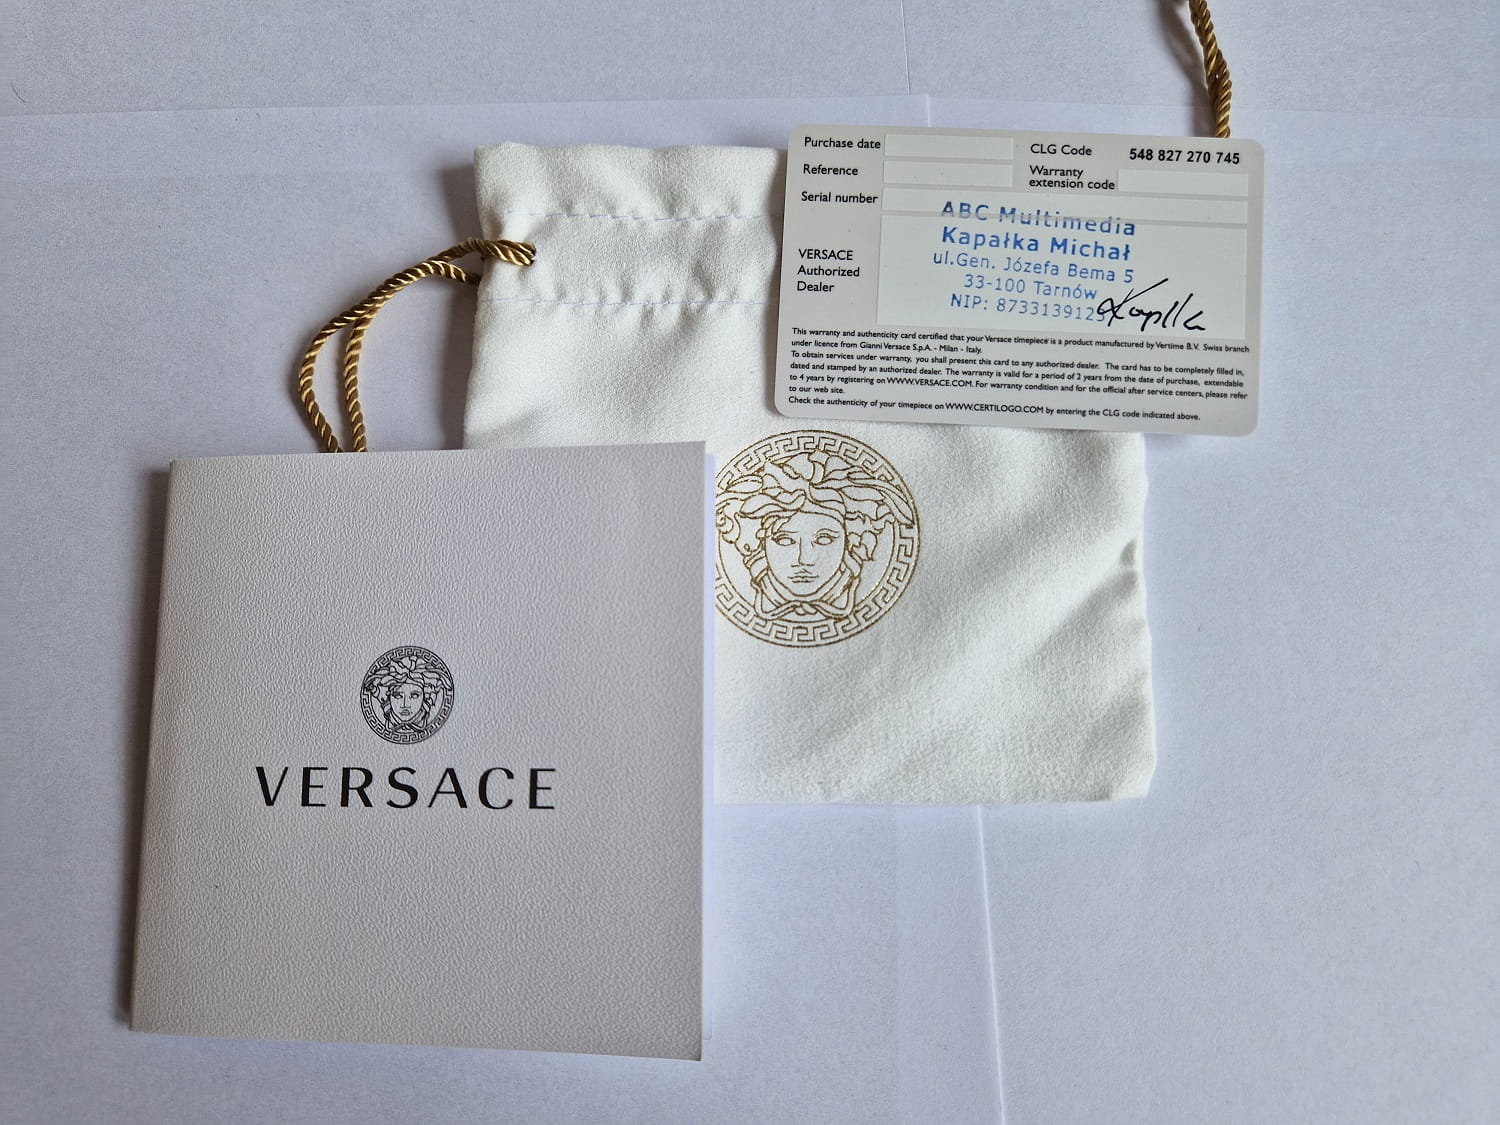 Purchase date
CLG Code 548 827 270 745
Reference
Warranty
extension code
Serial number
ABC Multimedia
Kapałka Michał
ul.Gen. Józefa Bema 5
33-100 Tarnów
NIP: 8733139125
VERSACE
Authorized
Dealer
This warranty and authenticity card certified that your Versace timepiece is a product manufactured by Vertime B.V. Swiss branch
under licence from Gianni Versace S.p.A. - Milan - Italy.
To obtain services under warranty, you shall present this card to any authorized dealer. The card has to be completely filled in,
dated and stamped by an authorized dealer. The warranty is valid for a period of 2 years from the date of purchase, extendable
to 4 years by registering on WWW.VERSACE.COM. For warranty condition and for the official after service centers, please refer
to our web site.
Check the authenticity of your timepiece on WWW.CERTILOGO.COM by entering the CLG code indicated above.
VERSACE